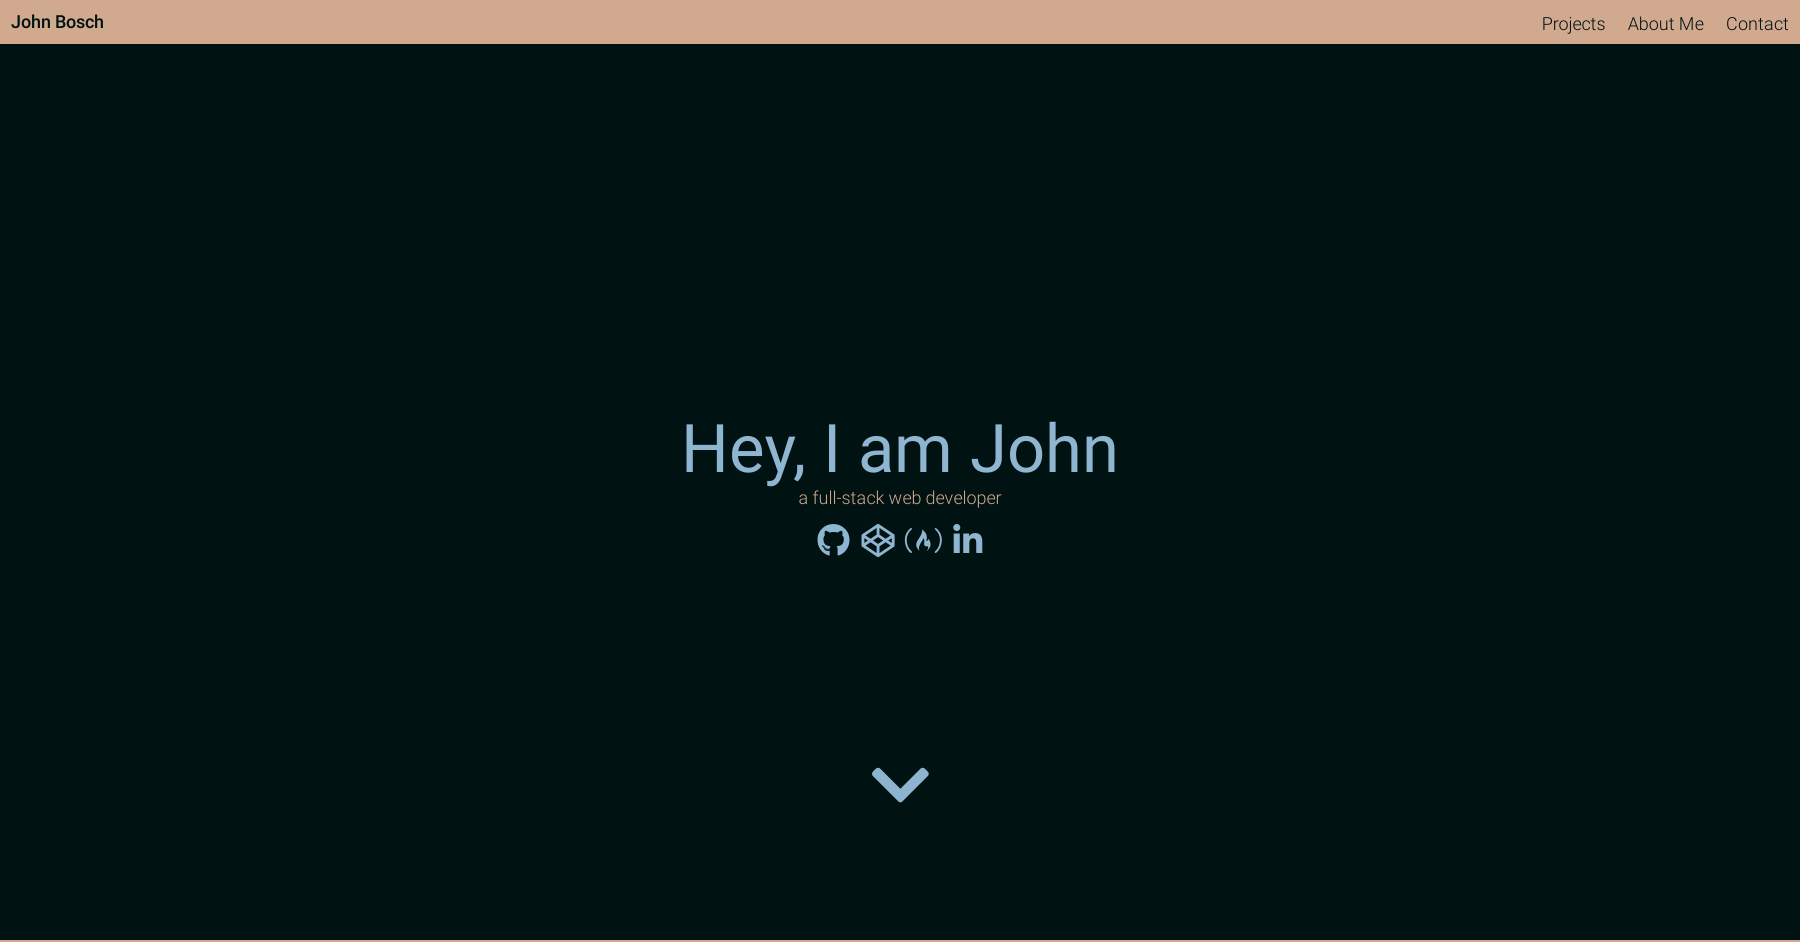 John Bosch
Projects About Me Contact
Hey, I am John
a full-stack web developer
in